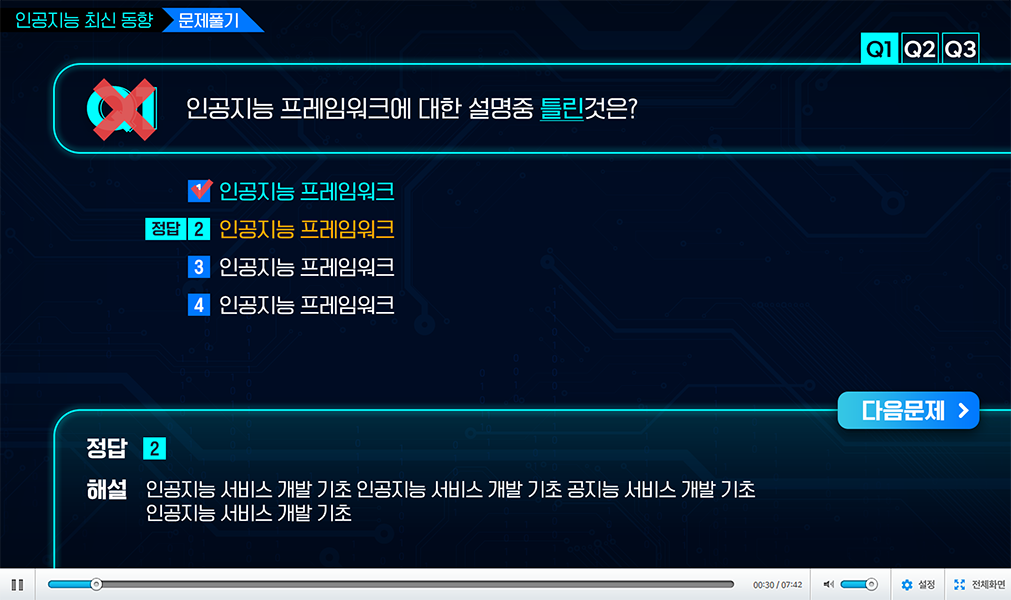 인공지능 최신 동향 문제풀기
Q1 Q2 Q3
Q1 인공지능 프레임워크에 대한 설명중 틀린것은?
1 인공지능 프레임워크
정답 2 인공지능 프레임워크
3 인공지능 프레임워크
4 인공지능 프레임워크
다음문제
정답 2
해설 인공지능 서비스 개발 기초 인공지능 서비스 개발 기초 공지능 서비스 개발 기초
인공지능 서비스 개발 기초
00:30 / 07:42 설정 전체화면